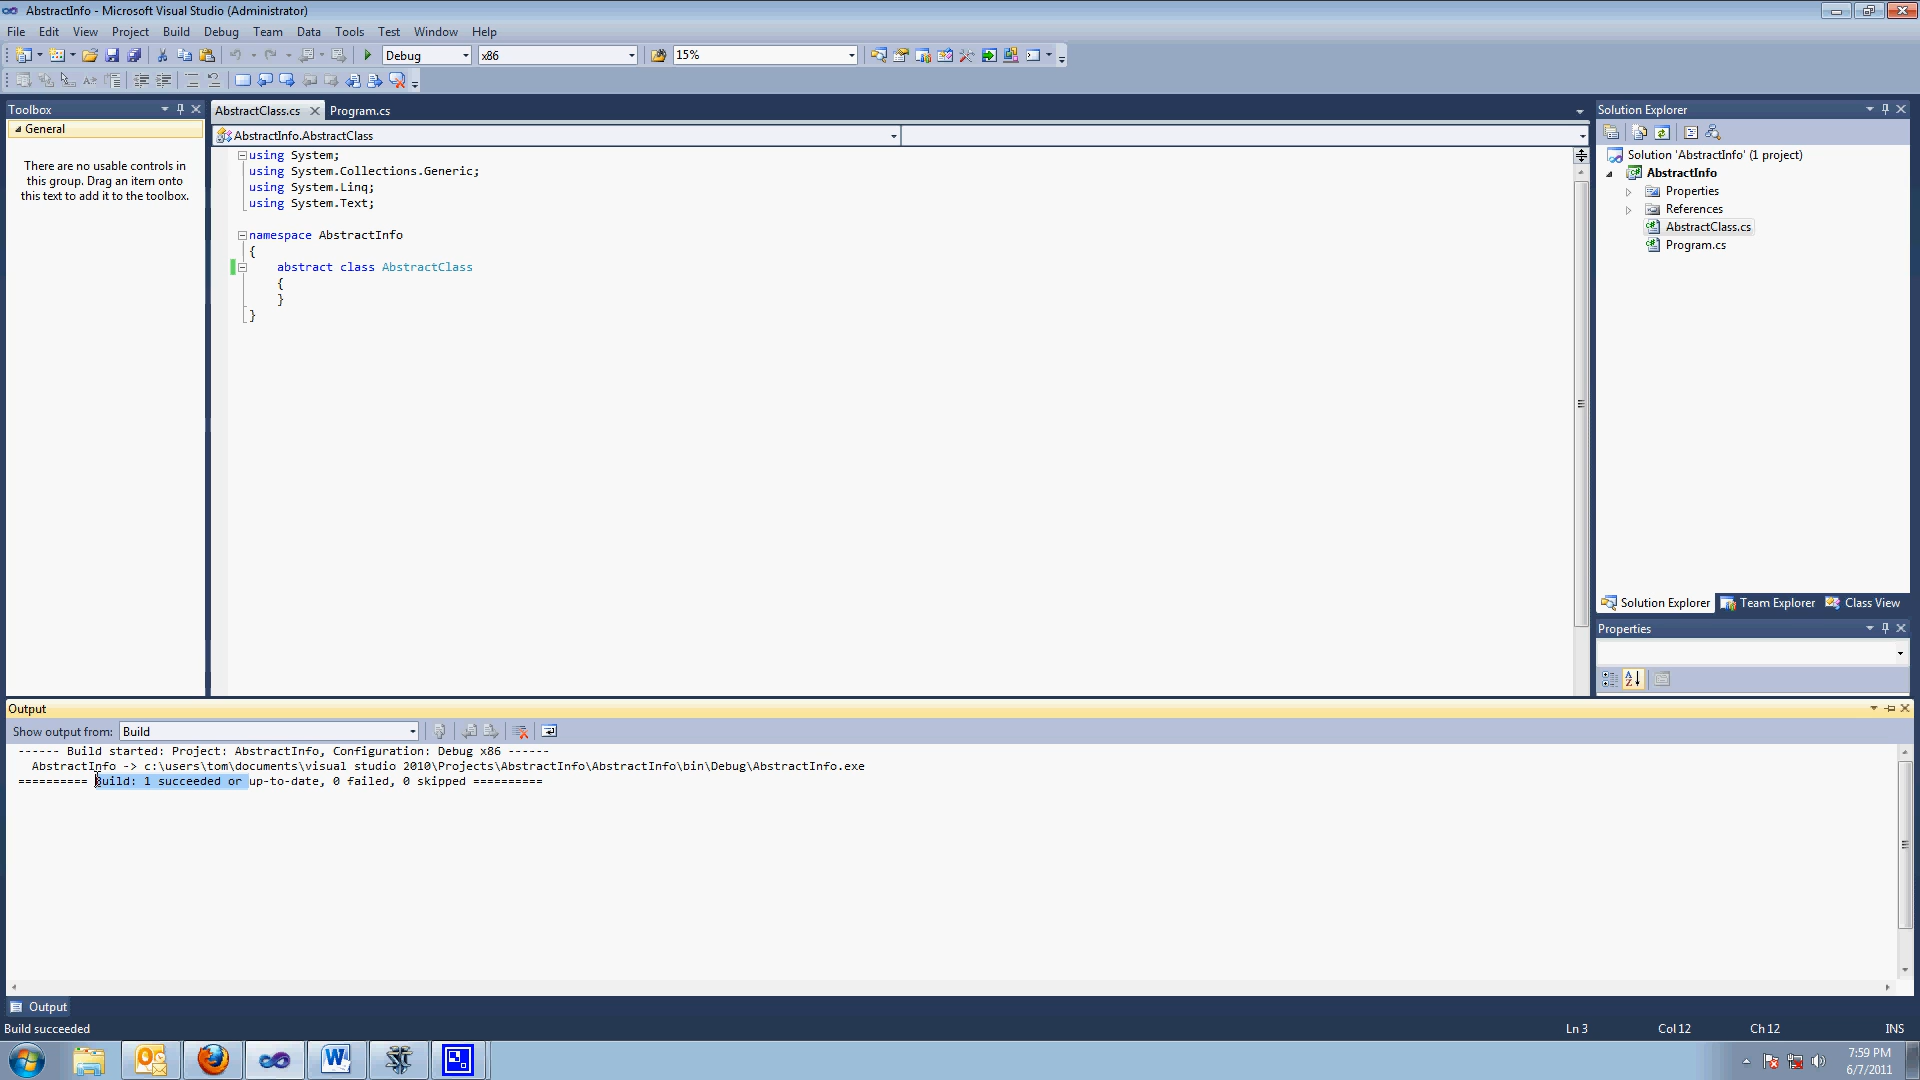 AbstractInfo - Microsoft Visual Studio (Administrator)
File Edit View Project Build Debug Team Data Tools Test Window Help
Debug x86 15%
Toolbox
General
There are no usable controls in
this group. Drag an item onto
this text to add it to the toolbox.
AbstractClass.cs Program.cs
AbstractInfo.AbstractClass
using System;
using System.Collections.Generic;
using System.Linq;
using System.Text;
namespace AbstractInfo
{
abstract class AbstractClass
{
}
}
Solution Explorer
Solution 'AbstractInfo' (1 project)
AbstractInfo
Properties
References
AbstractClass.cs
Program.cs
Solution Explorer Team Explorer Class View
Properties
Output
Show output from: Build
------ Build started: Project: AbstractInfo, Configuration: Debug x86 ------
AbstractInfo -> c:\users\tom\documents\visual studio 2010\Projects\AbstractInfo\AbstractInfo\bin\Debug\AbstractInfo.exe
========== Build: 1 succeeded or up-to-date, 0 failed, 0 skipped ==========
Output
Build succeeded Ln 3 Col 12 Ch 12 INS
7:59 PM
6/7/2011